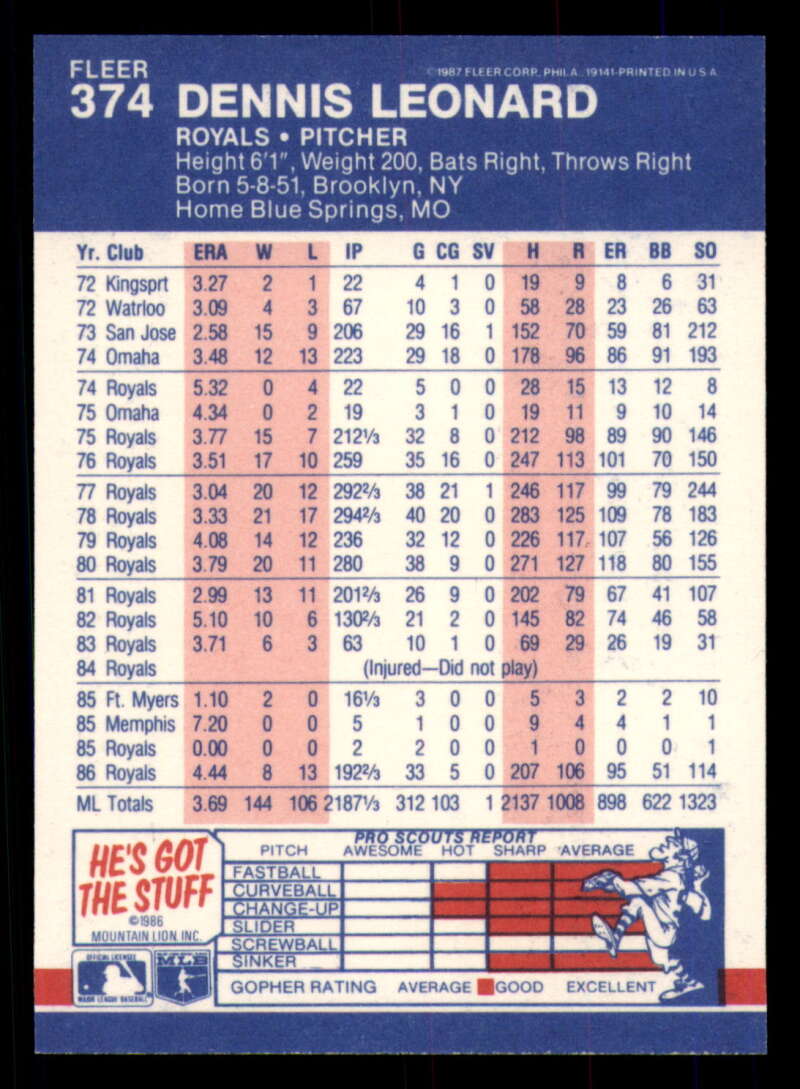 FLEER
©1987 FLEER CORP. PHILA. 19141-PRINTED IN U S A
374 DENNIS LEONARD
ROYALS • PITCHER
Height 6'1", Weight 200, Bats Right, Throws Right
Born 5-8-51, Brooklyn, NY
Home Blue Springs, MO
Yr. Club ERA W L IP G CG SV H R ER BB SO
72 Kingsprt 3.27 2 1 22 4 1 0 19 9 8 6 31
72 Watrloo 3.09 4 3 67 10 3 0 58 28 23 26 63
73 San Jose 2.58 15 9 206 29 16 1 152 70 59 81 212
74 Omaha 3.48 12 13 223 29 18 0 178 96 86 91 193
74 Royals 5.32 0 4 22 5 0 0 28 15 13 12 8
75 Omaha 4.34 0 2 19 3 1 0 19 11 9 10 14
75 Royals 3.77 15 7 212⅓ 32 8 0 212 98 89 90 146
76 Royals 3.51 17 10 259 35 16 0 247 113 101 70 150
77 Royals 3.04 20 12 292⅔ 38 21 1 246 117 99 79 244
78 Royals 3.33 21 17 294⅔ 40 20 0 283 125 109 78 183
79 Royals 4.08 14 12 236 32 12 0 226 117 107 56 126
80 Royals 3.79 20 11 280 38 9 0 271 127 118 80 155
81 Royals 2.99 13 11 201⅔ 26 9 0 202 79 67 41 107
82 Royals 5.10 10 6 130⅔ 21 2 0 145 82 74 46 58
83 Royals 3.71 6 3 63 10 1 0 69 29 26 19 31
84 Royals (Injured—Did not play)
85 Ft. Myers 1.10 2 0 16⅓ 3 0 0 5 3 2 2 10
85 Memphis 7.20 0 0 5 1 0 0 9 4 4 1 1
85 Royals 0.00 0 0 2 2 0 0 1 0 0 0 1
86 Royals 4.44 8 13 192⅔ 33 5 0 207 106 95 51 114
ML Totals 3.69 144 106 2187⅓ 312 103 1 2137 1008 898 622 1323
HE'S GOT
THE STUFF
©1986
MOUNTAIN LION, INC.
OFFICIAL LICENSEE
MAJOR LEAGUE BASEBALL
MLB
PRO SCOUTS REPORT
PITCH AWESOME HOT SHARP AVERAGE
FASTBALL
CURVEBALL
CHANGE-UP
SLIDER
SCREWBALL
SINKER
GOPHER RATING AVERAGE GOOD EXCELLENT